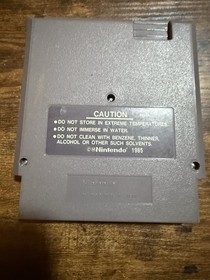 CAUTION
• DO NOT STORE IN EXTREME TEMPERATURES.
• DO NOT IMMERSE IN WATER.
• DO NOT CLEAN WITH BENZENE, THINNER,
ALCOHOL OR OTHER SUCH SOLVENTS.
Nintendo 1985